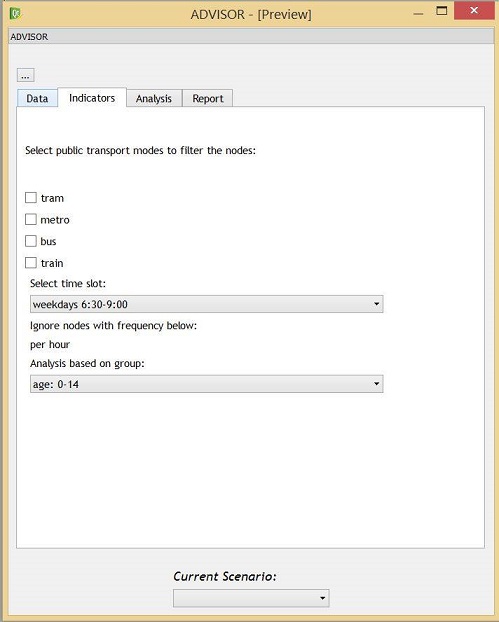 ADVISOR - [Preview]
ADVISOR
...
Data Indicators Analysis Report
Select public transport modes to filter the nodes:
tram
metro
bus
train
Select time slot:
weekdays 6:30-9:00
Ignore nodes with frequency below:
per hour
Analysis based on group:
age: 0-14
Current Scenario: